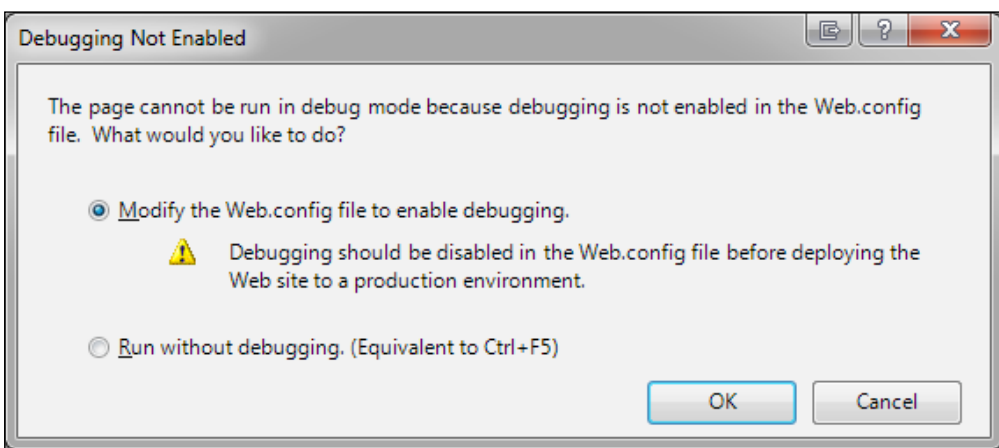 Debugging Not Enabled
The page cannot be run in debug mode because debugging is not enabled in the Web.config
file. What would you like to do?
Modify the Web.config file to enable debugging.
Debugging should be disabled in the Web.config file before deploying the
Web site to a production environment.
Run without debugging. (Equivalent to Ctrl+F5)
OK Cancel